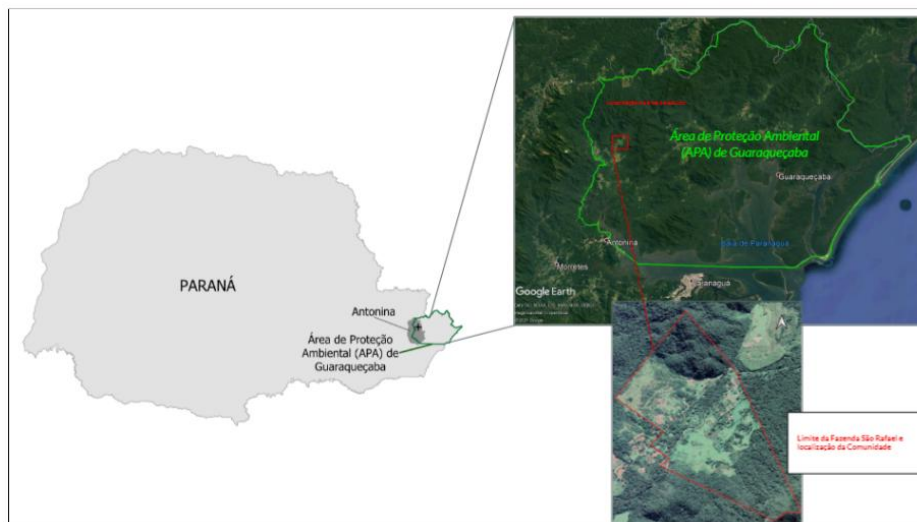 PARANÁ
Antonina
Área de Proteção
Ambiental (APA) de
Guaraqueçaba
Área de Proteção Ambiental
(APA) de Guaraqueçaba
Guaraqueçaba
Antonina
Baía de Paranaguá
Morretes
Paranaguá
Google Earth
Limite da Fazenda São Rafael e
localização da Comunidade